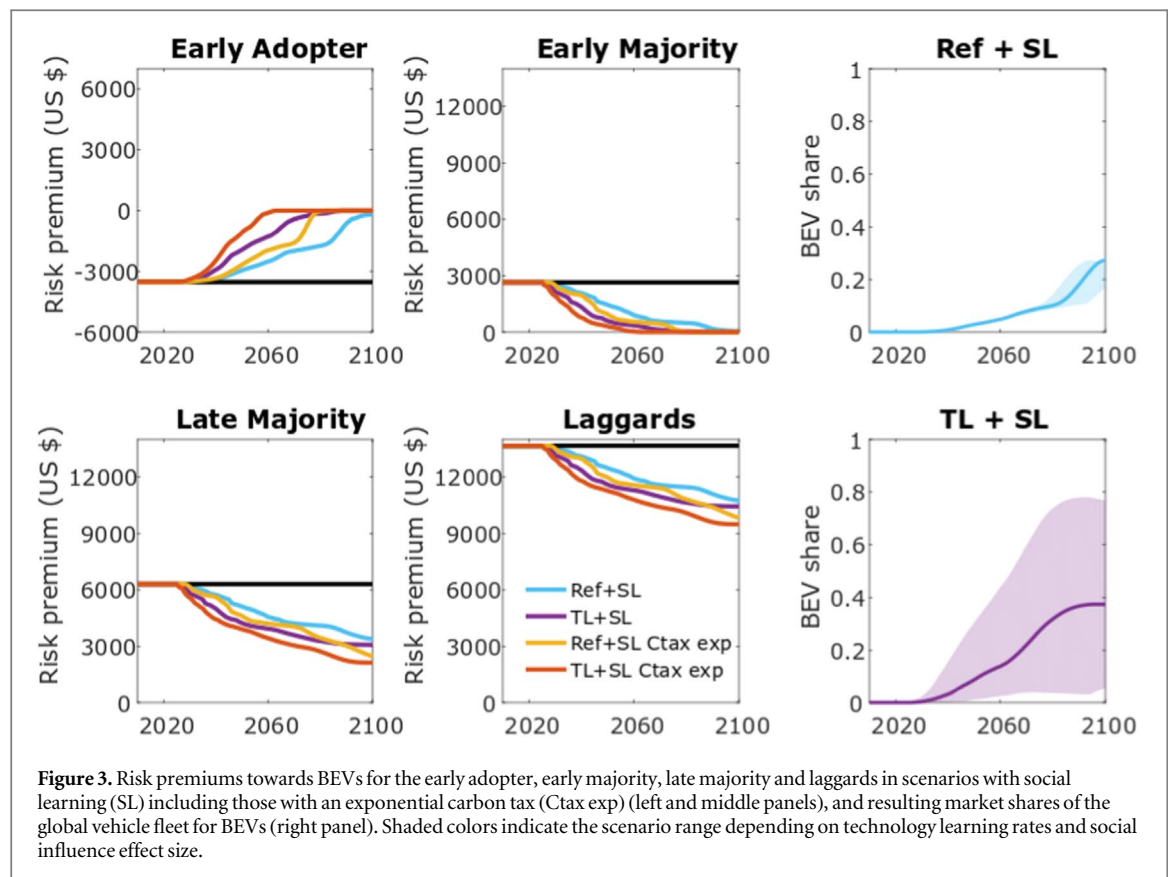 Early Adopter
Risk premium (US $)
6000
3000
0
-3000
-6000
2020 2060 2100
Early Majority
Risk premium (US $)
12000
9000
6000
3000
0
2020 2060 2100
Ref + SL
BEV share
1
0.8
0.6
0.4
0.2
0
2020 2060 2100
Late Majority
Risk premium (US $)
12000
9000
6000
3000
0
2020 2060 2100
Laggards
Risk premium (US $)
12000
9000
6000
3000
0
Ref+SL
TL+SL
Ref+SL Ctax exp
TL+SL Ctax exp
2020 2060 2100
TL + SL
BEV share
1
0.8
0.6
0.4
0.2
0
2020 2060 2100
Figure 3. Risk premiums towards BEVs for the early adopter, early majority, late majority and laggards in scenarios with social
learning (SL) including those with an exponential carbon tax (Ctax exp) (left and middle panels), and resulting market shares of the
global vehicle fleet for BEVs (right panel). Shaded colors indicate the scenario range depending on technology learning rates and social
influence effect size.